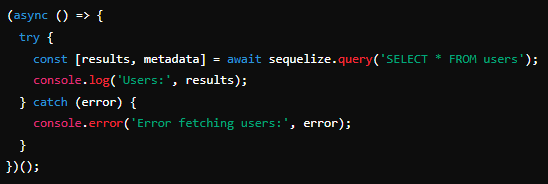 (async () => {
  try {
    const [results, metadata] = await sequelize.query('SELECT * FROM users');
    console.log('Users:', results);
  } catch (error) {
    console.error('Error fetching users:', error);
  }
})();